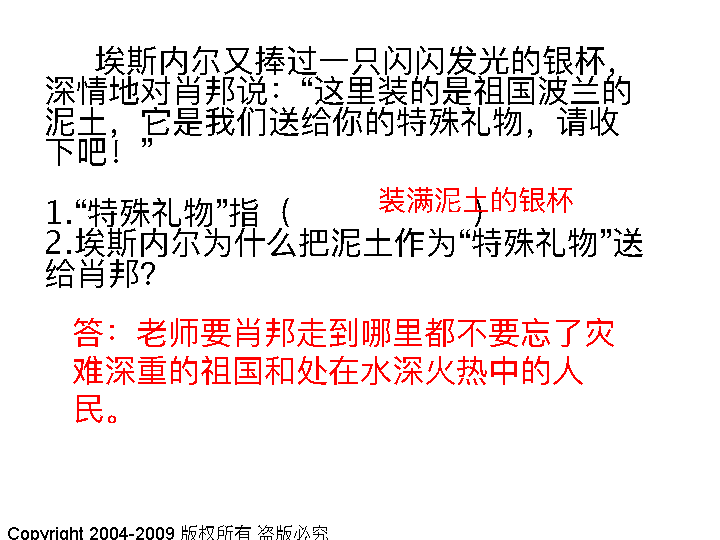 埃斯内尔又捧过一只闪闪发光的银杯，
深情地对肖邦说：“这里装的是祖国波兰的
泥土，它是我们送给你的特殊礼物，请收
下吧！”
1.“特殊礼物”指（装满泥土的银杯）
2.埃斯内尔为什么把泥土作为“特殊礼物”送
给肖邦?
答：老师要肖邦走到哪里都不要忘了灾
难深重的祖国和处在水深火热中的人
民。
Copyright 2004-2009 版权所有 盗版必究